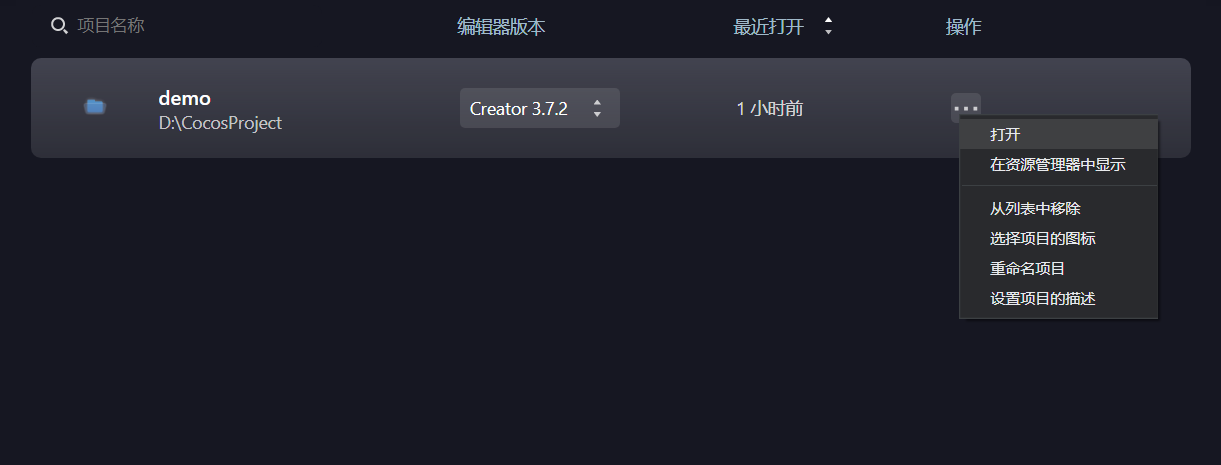 项目名称
编辑器版本
最近打开
操作
demo
D:\CocosProject
Creator 3.7.2
1 小时前
打开
在资源管理器中显示
从列表中移除
选择项目的图标
重命名项目
设置项目的描述